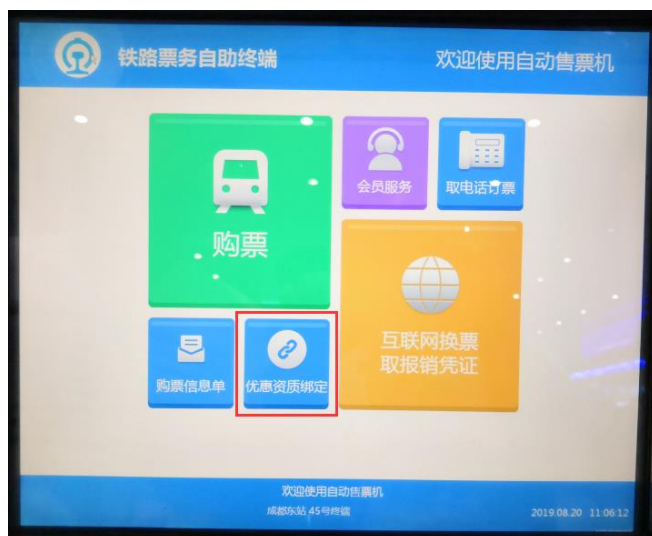 铁路票务自助终端
欢迎使用自动售票机
购票
会员服务
取电话订票
互联网换票
取报销凭证
购票信息单
优惠资质绑定
欢迎使用自动售票机
成都东站 45号终端
2019.08.20 11:06:12